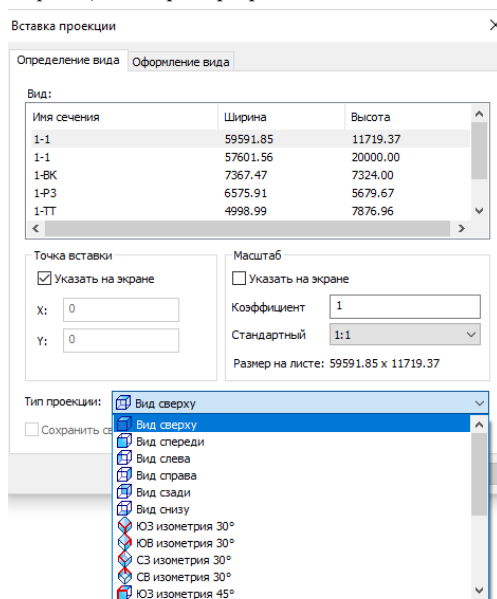 Вставка проекции
Определение вида Оформление вида
Вид:
Имя сечения Ширина Высота
1-1 59591.85 11719.37
1-1 57601.56 20000.00
1-ВК 7367.47 7324.00
1-РЗ 6575.91 5679.67
1-ТТ 4998.99 7876.96
Точка вставки Масштаб
Указать на экране Указать на экране
X: 0 Коэффициент 1
Y: 0 Стандартный 1:1
Размер на листе: 59591.85 x 11719.37
Тип проекции: Вид сверху
Сохранить Вид сверху
Вид спереди
Вид слева
Вид справа
Вид сзади
Вид снизу
ЮЗ изометрия 30°
ЮВ изометрия 30°
СЗ изометрия 30°
СВ изометрия 30°
ЮЗ изометрия 45°